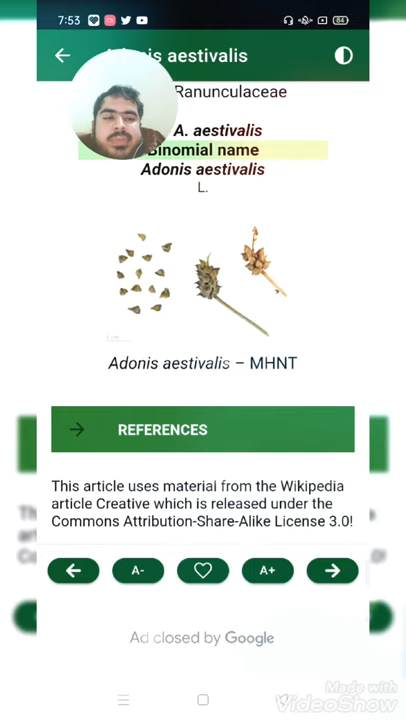 7:53
84
Adonis aestivalis
Ranunculaceae
A. aestivalis
Binomial name
Adonis aestivalis
L.
Adonis aestivalis – MHNT
REFERENCES
This article uses material from the Wikipedia
article Creative which is released under the
Commons Attribution-Share-Alike License 3.0!
A-
A+
Ad closed by Google
Made with
VideoShow